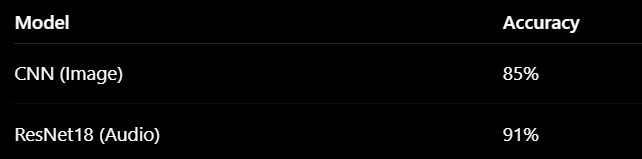 Model Accuracy
CNN (Image) 85%
ResNet18 (Audio) 91%